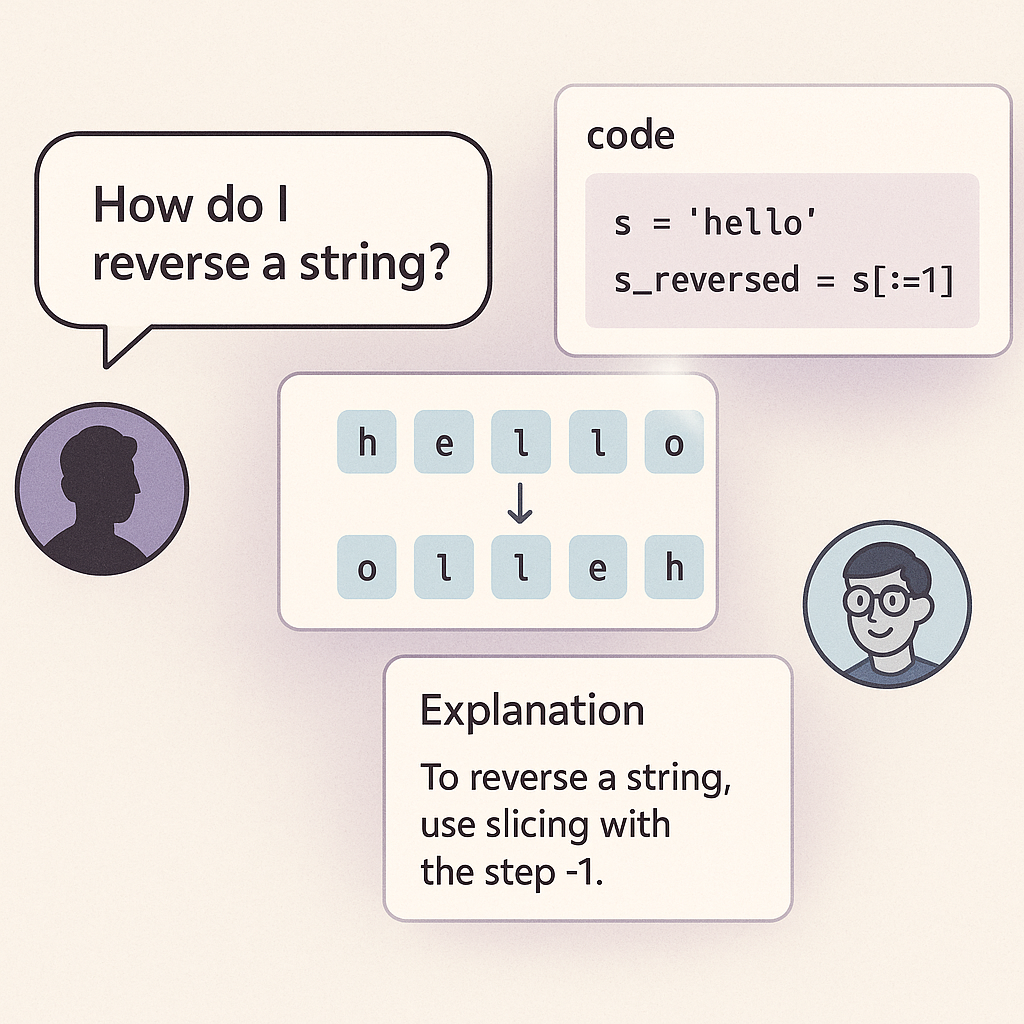 How do I
reverse a string?
code
s = 'hello'
s_reversed = s[:=1]
h e l l o
↓
o l l e h
Explanation
To reverse a string,
use slicing with
the step -1.